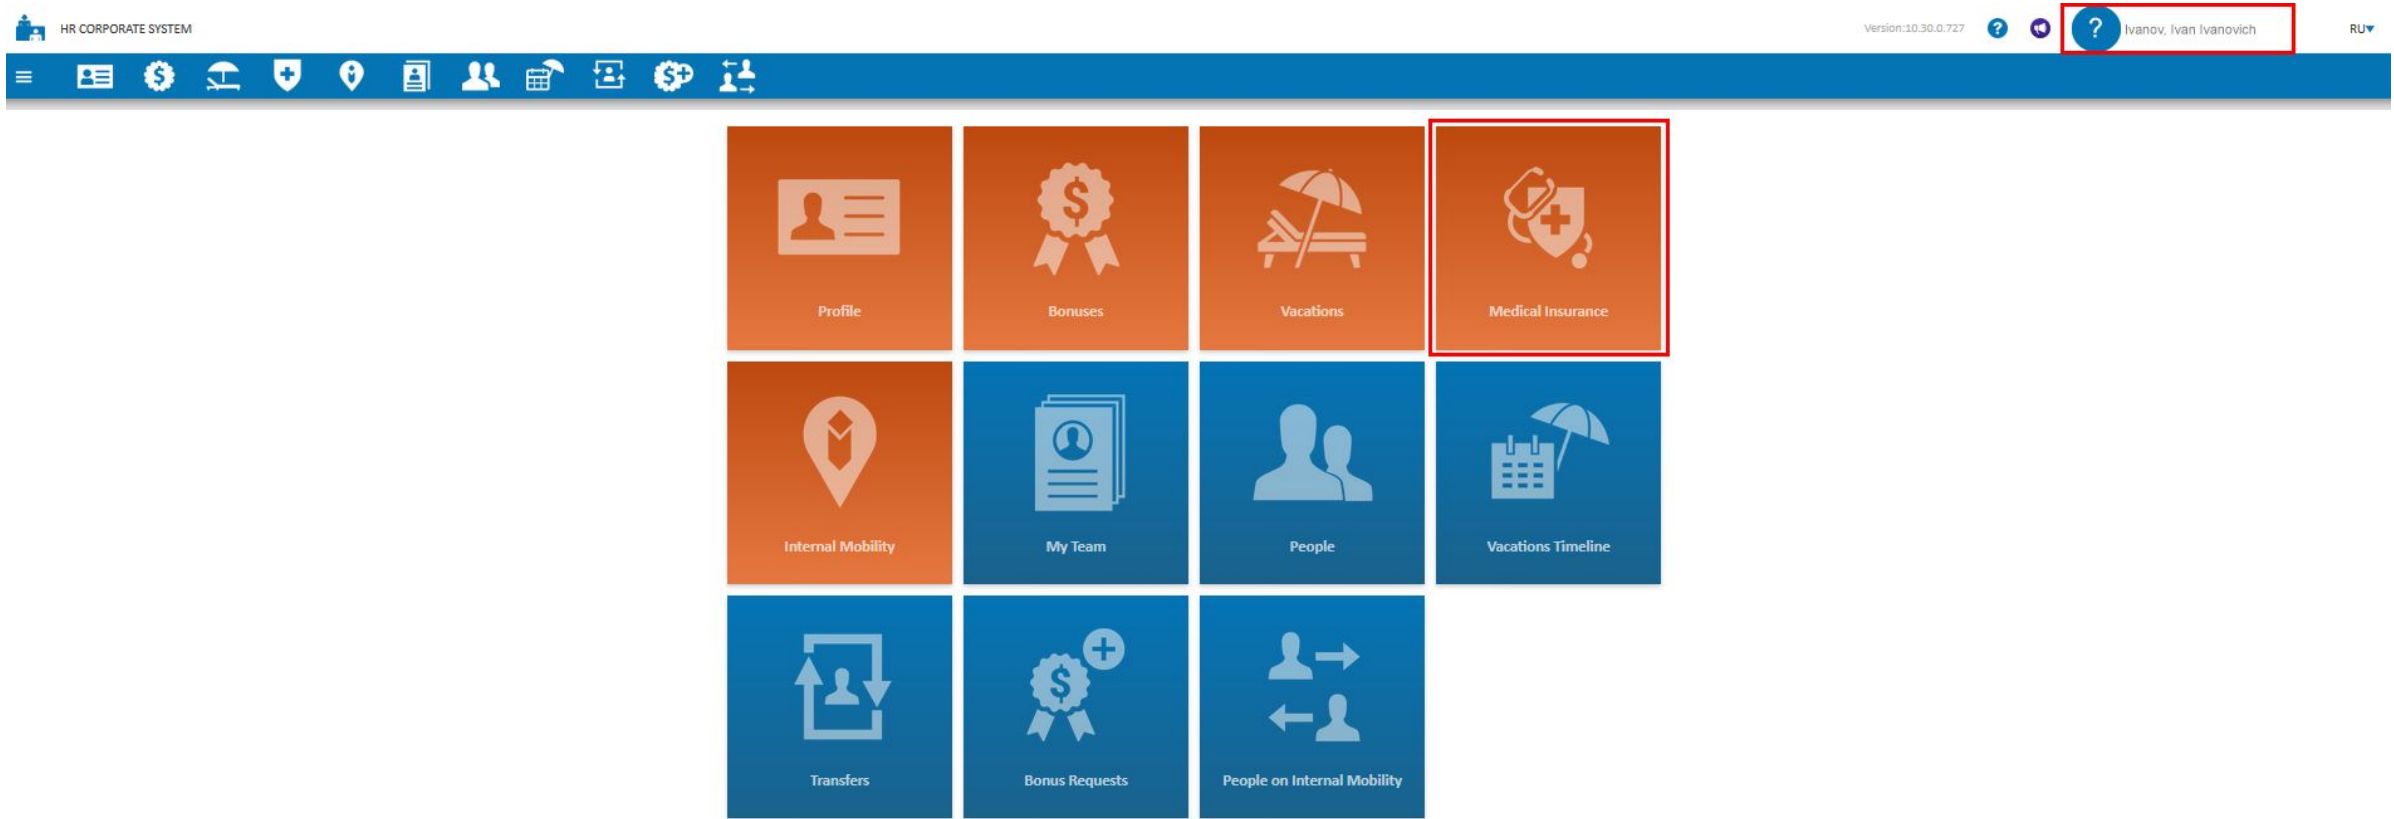 HR CORPORATE SYSTEM
Version:10.30.0.727
? ? Ivanov, Ivan Ivanovich
RU
Profile
Bonuses
Vacations
Medical Insurance
Internal Mobility
My Team
People
Vacations Timeline
Transfers
Bonus Requests
People on Internal Mobility